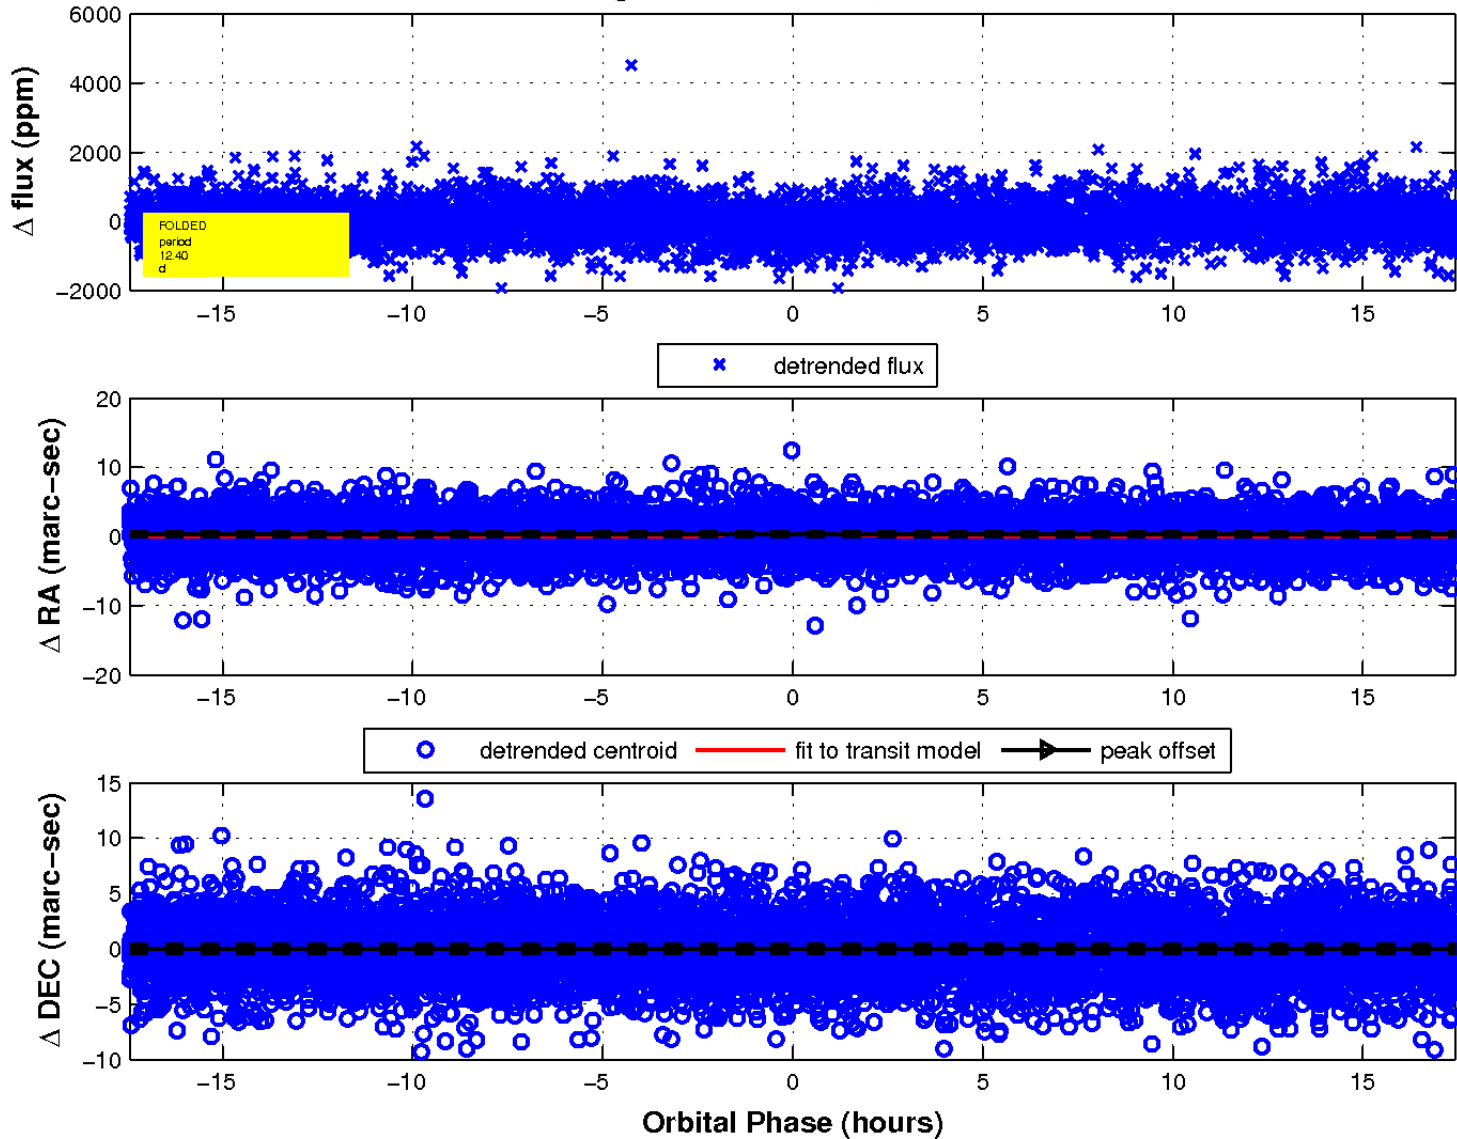 6000
4000
2000
0
−2000
Δ flux (ppm)
FOLDED
period
12.40
d
−15 −10 −5 0 5 10 15
detrended flux
20
10
0
−10
−20
Δ RA (marc−sec)
−15 −10 −5 0 5 10 15
detrended centroid fit to transit model peak offset
15
10
5
0
−5
−10
Δ DEC (marc−sec)
−15 −10 −5 0 5 10 15
Orbital Phase (hours)